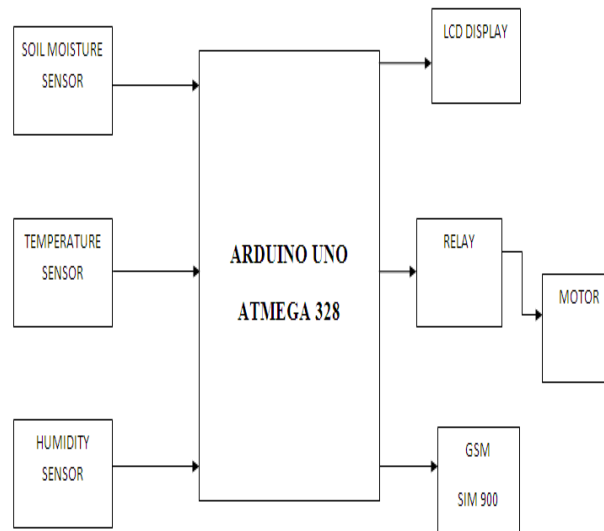 SOIL MOISTURE
SENSOR
TEMPERATURE
SENSOR
HUMIDITY
SENSOR
ARDUINO UNO
ATMEGA 328
LCD DISPLAY
RELAY
MOTOR
GSM
SIM 900